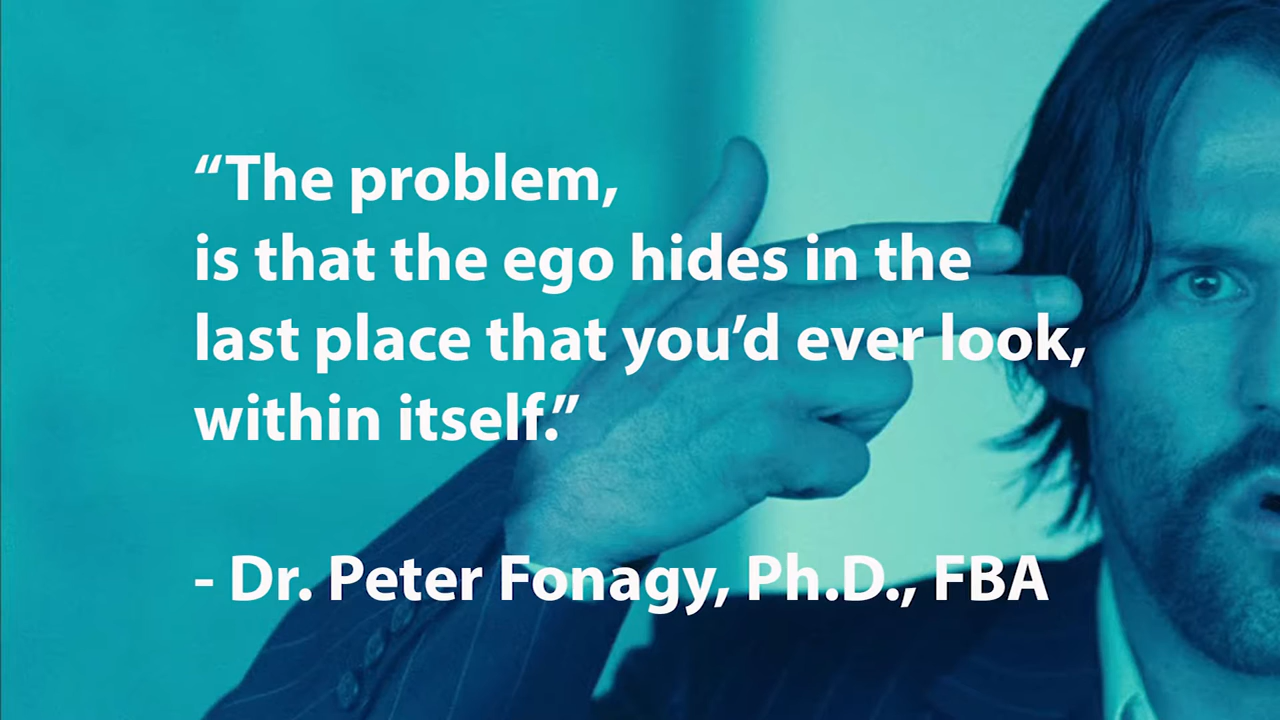 “The problem,
is that the ego hides in the
last place that you’d ever look,
within itself.”
- Dr. Peter Fonagy, Ph.D., FBA